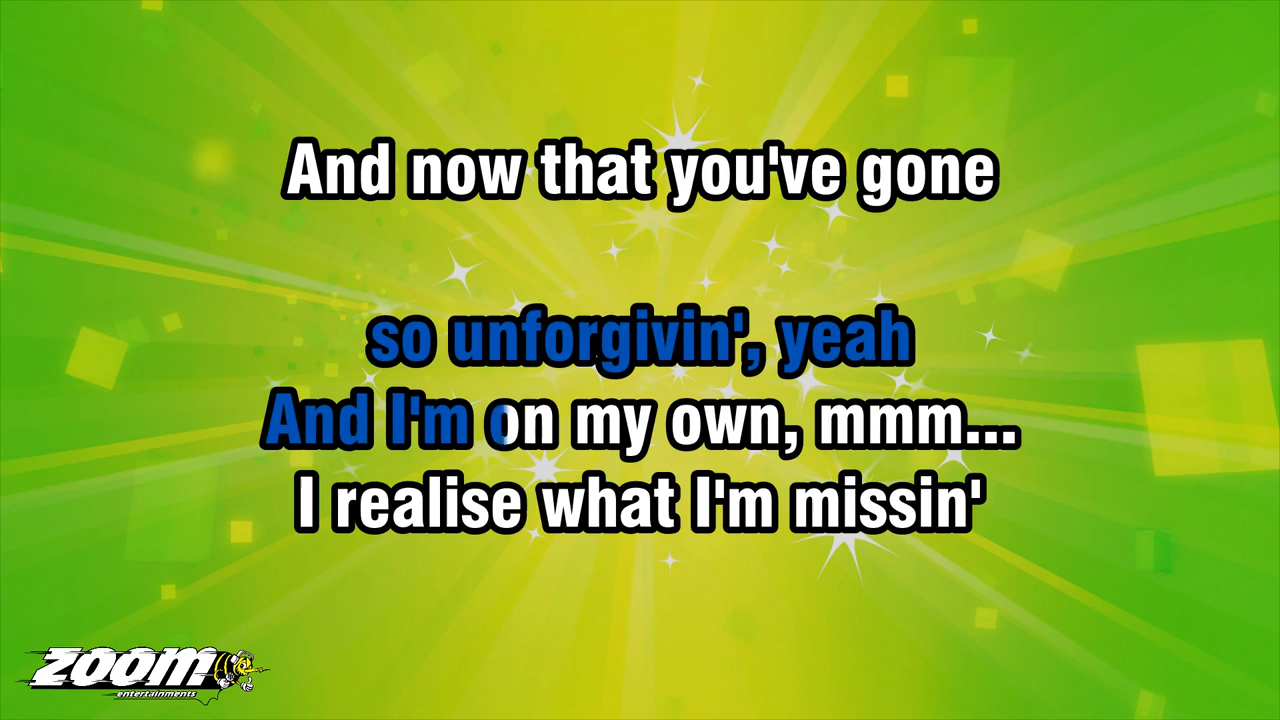 And now that you've gone
so unforgivin', yeah
And I'm on my own, mmm...
I realise what I'm missin'
zoom
entertainments